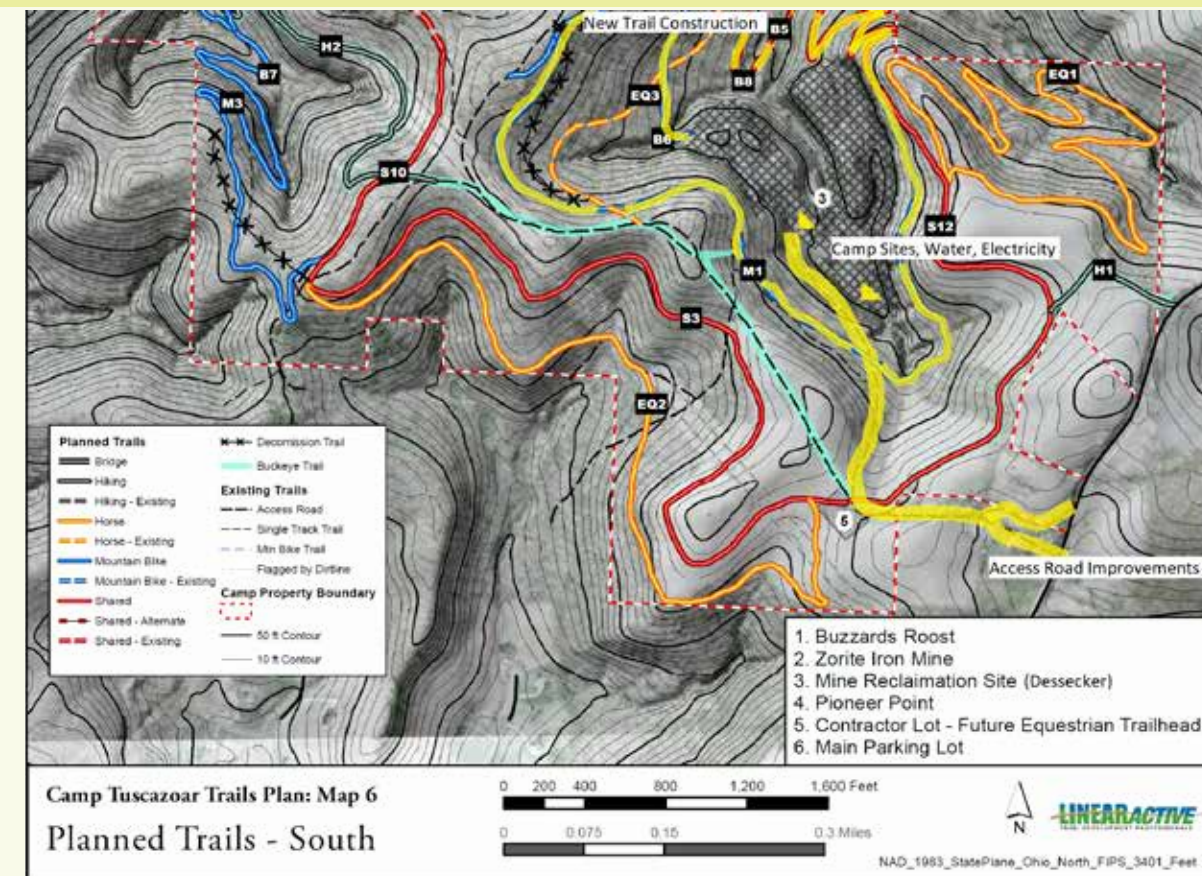 New Trail Construction
B5
H2
B7
B8
EQ1
EQ3
M3
B6
S10
3
S12
Camp Sites, Water, Electricity
M1
H1
S3
EQ2
5
Access Road Improvements
Planned Trails
Bridge
Hiking
Hiking - Existing
Horse
Horse - Existing
Mountain Bike
Mountain Bike - Existing
Shared
Shared - Alternate
Shared - Existing
Decomission Trail
Buckeye Trail
Existing Trails
Access Road
Single Track Trail
Mtn Bike Trail
Flagged by Dirtline
Camp Property Boundary
50 ft Contour
10 ft Contour
1. Buzzards Roost
2. Zorite Iron Mine
3. Mine Reclaimation Site (Dessecker)
4. Pioneer Point
5. Contractor Lot - Future Equestrian Trailhead
6. Main Parking Lot
Camp Tuscazoar Trails Plan: Map 6
Planned Trails - South
0 200 400 800 1,200 1,600 Feet
0 0.075 0.15 0.3 Miles
N
LINEARACTIVE
TRAIL DEVELOPMENT PROFESSIONALS
NAD_1983_StatePlane_Ohio_North_FIPS_3401_Feet